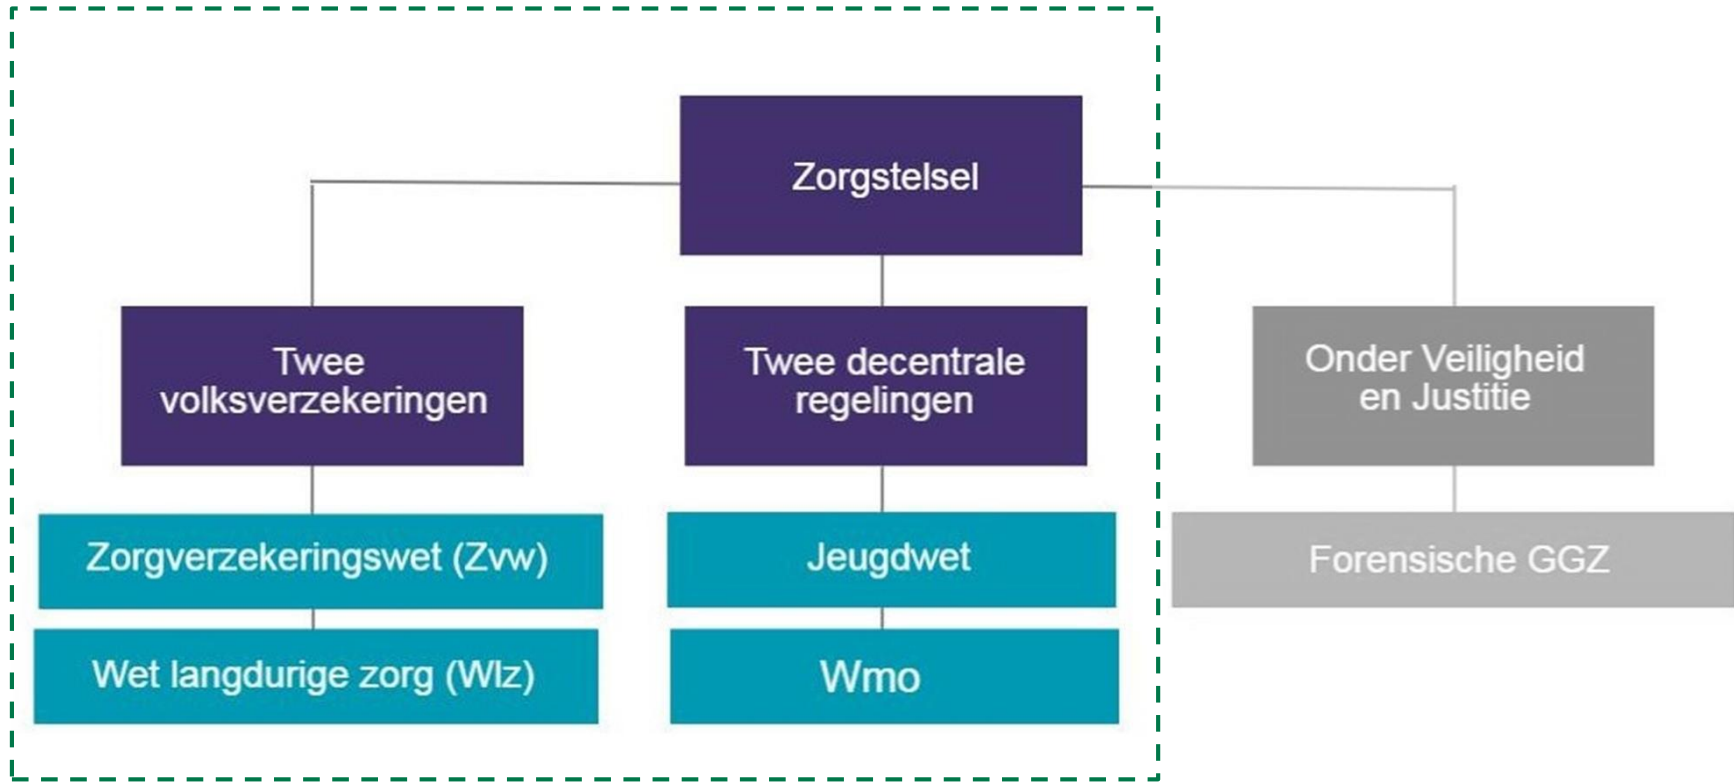 Zorgstelsel
Twee
volksverzekeringen
Twee decentrale
regelingen
Onder Veiligheid
en Justitie
Zorgverzekeringswet (Zvw)
Jeugdwet
Forensische GGZ
Wet langdurige zorg (Wlz)
Wmo